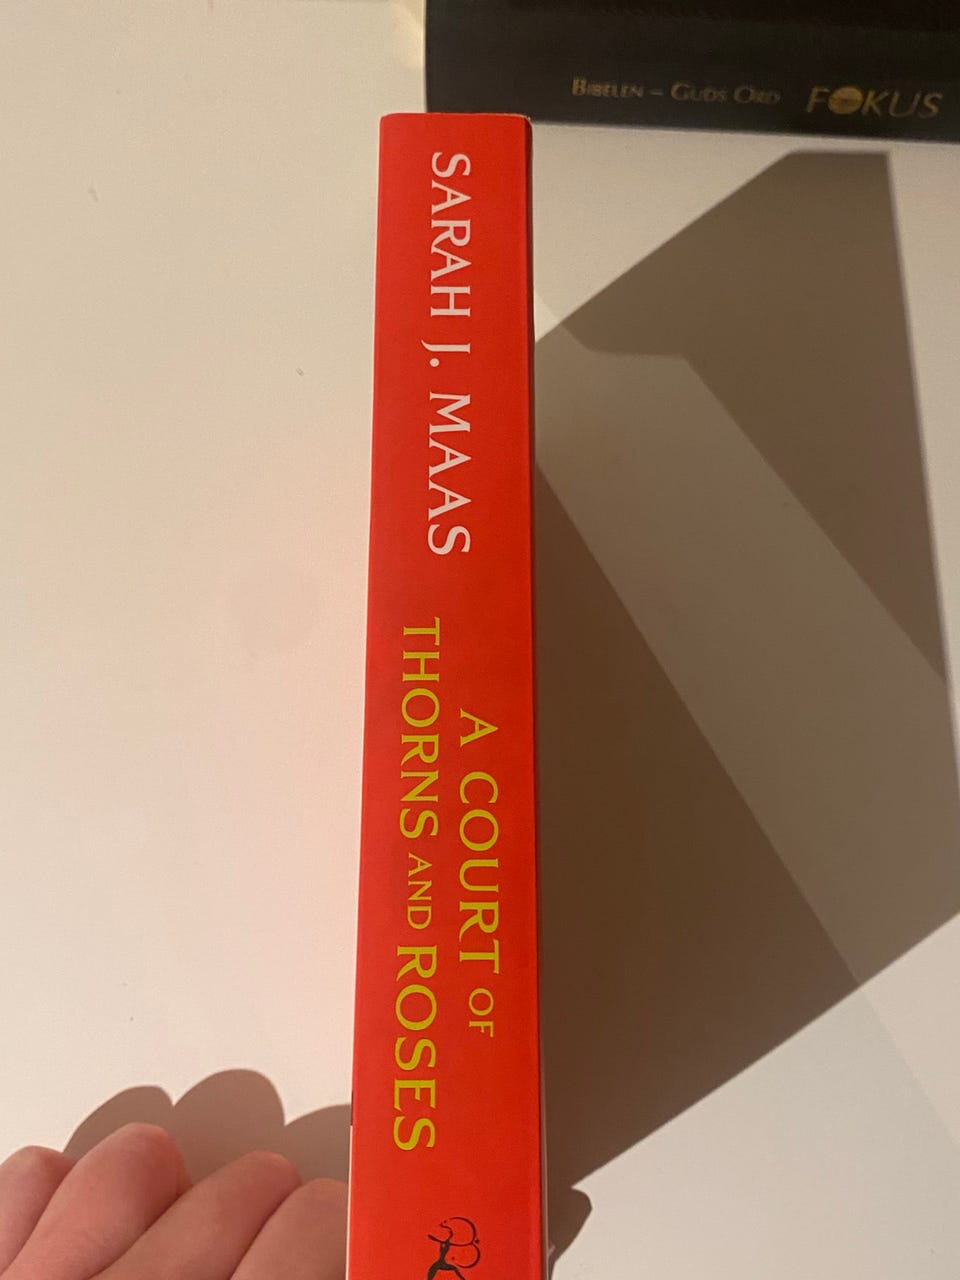 BIBELEN – GUDS ORD FOKUS
SARAH J. MAAS
A COURT OF
THORNS AND ROSES